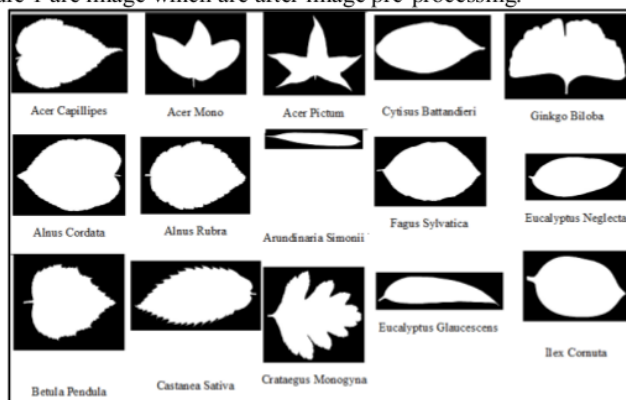 are image which are after image pre-processing.
Acer Capillipes
Acer Mono
Acer Pictum
Cytisus Battandieri
Ginkgo Biloba
Alnus Cordata
Alnus Rubra
Arundinaria Simonii
Fagus Sylvatica
Eucalyptus Neglecta
Betula Pendula
Castanea Sativa
Crataegus Monogyna
Eucalyptus Glaucescens
Ilex Cornuta